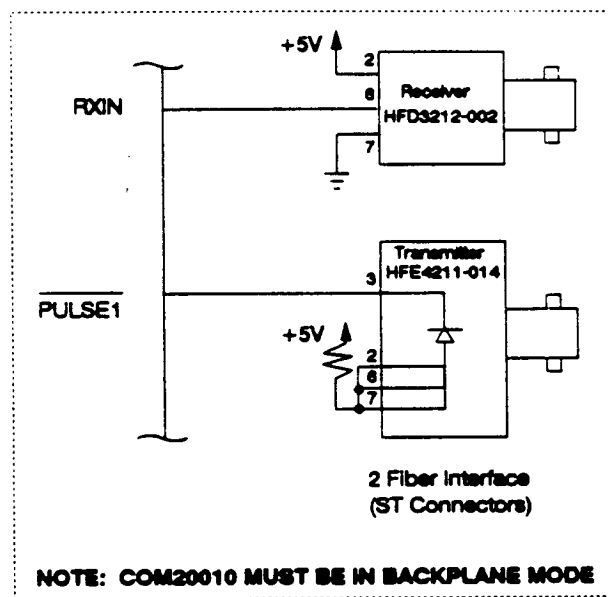 +5V
2
RXIN
6
Receiver
HFD3212-002
7
Transmitter
HFE4211-014
3
PULSE1
+5V
2
6
7
2 Fiber Interface
(ST Connectors)
NOTE: COM20010 MUST BE IN BACKPLANE MODE